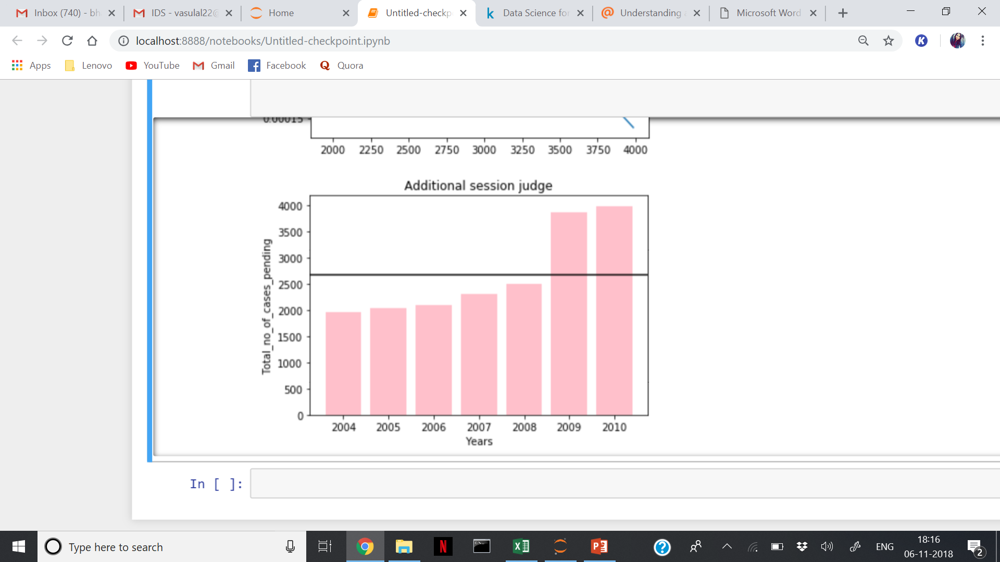 Inbox (740) - bh
IDS - vasulal22@
Home
Untitled-checkp
Data Science for
Understanding
Microsoft Word
localhost:8888/notebooks/Untitled-checkpoint.ipynb
K
Apps
Lenovo
YouTube
Gmail
Facebook
Quora
0.00015
2000 2250 2500 2750 3000 3250 3500 3750 4000
Additional session judge
Total_no_of_cases_pending
4000
3500
3000
2500
2000
1500
1000
500
0
2004 2005 2006 2007 2008 2009 2010
Years
In [ ]:
Type here to search
ENG
18:16
06-11-2018
2